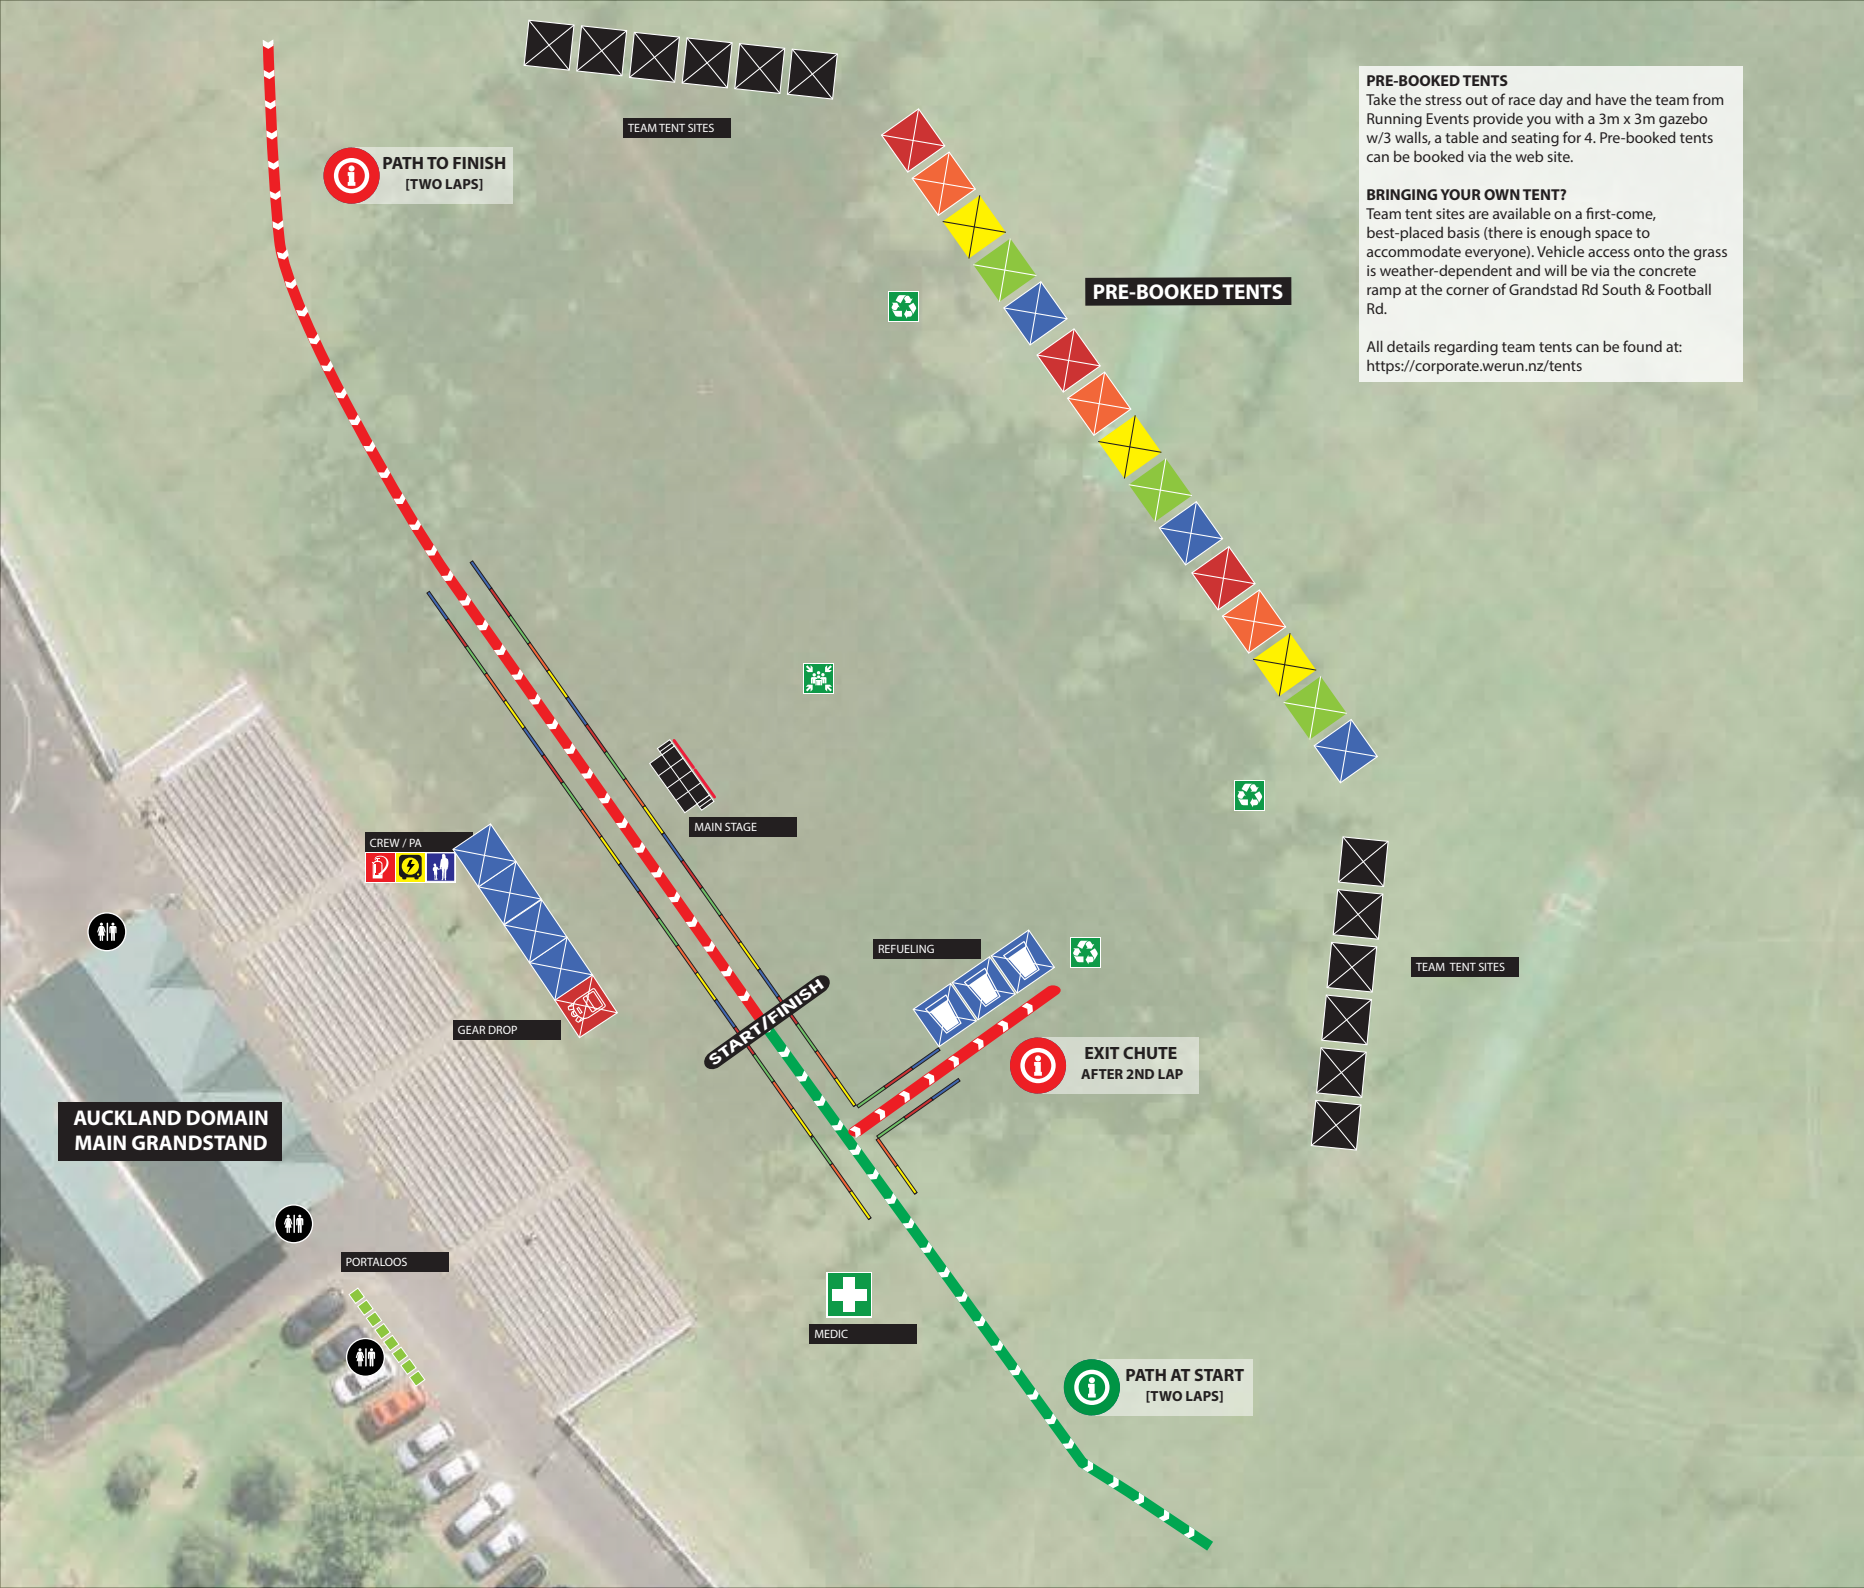 TEAM TENT SITES
PATH TO FINISH
[TWO LAPS]
PRE-BOOKED TENTS
Take the stress out of race day and have the team from
Running Events provide you with a 3m x 3m gazebo
w/3 walls, a table and seating for 4. Pre-booked tents
can be booked via the web site.
BRINGING YOUR OWN TENT?
Team tent sites are available on a first-come,
best-placed basis (there is enough space to
accommodate everyone). Vehicle access onto the grass
is weather-dependent and will be via the concrete
ramp at the corner of Grandstad Rd South & Football
Rd.
All details regarding team tents can be found at:
https://corporate.werun.nz/tents
PRE-BOOKED TENTS
MAIN STAGE
CREW / PA
REFUELING
TEAM TENT SITES
GEAR DROP
START/FINISH
EXIT CHUTE
AFTER 2ND LAP
AUCKLAND DOMAIN
MAIN GRANDSTAND
PORTALOOS
MEDIC
PATH AT START
[TWO LAPS]